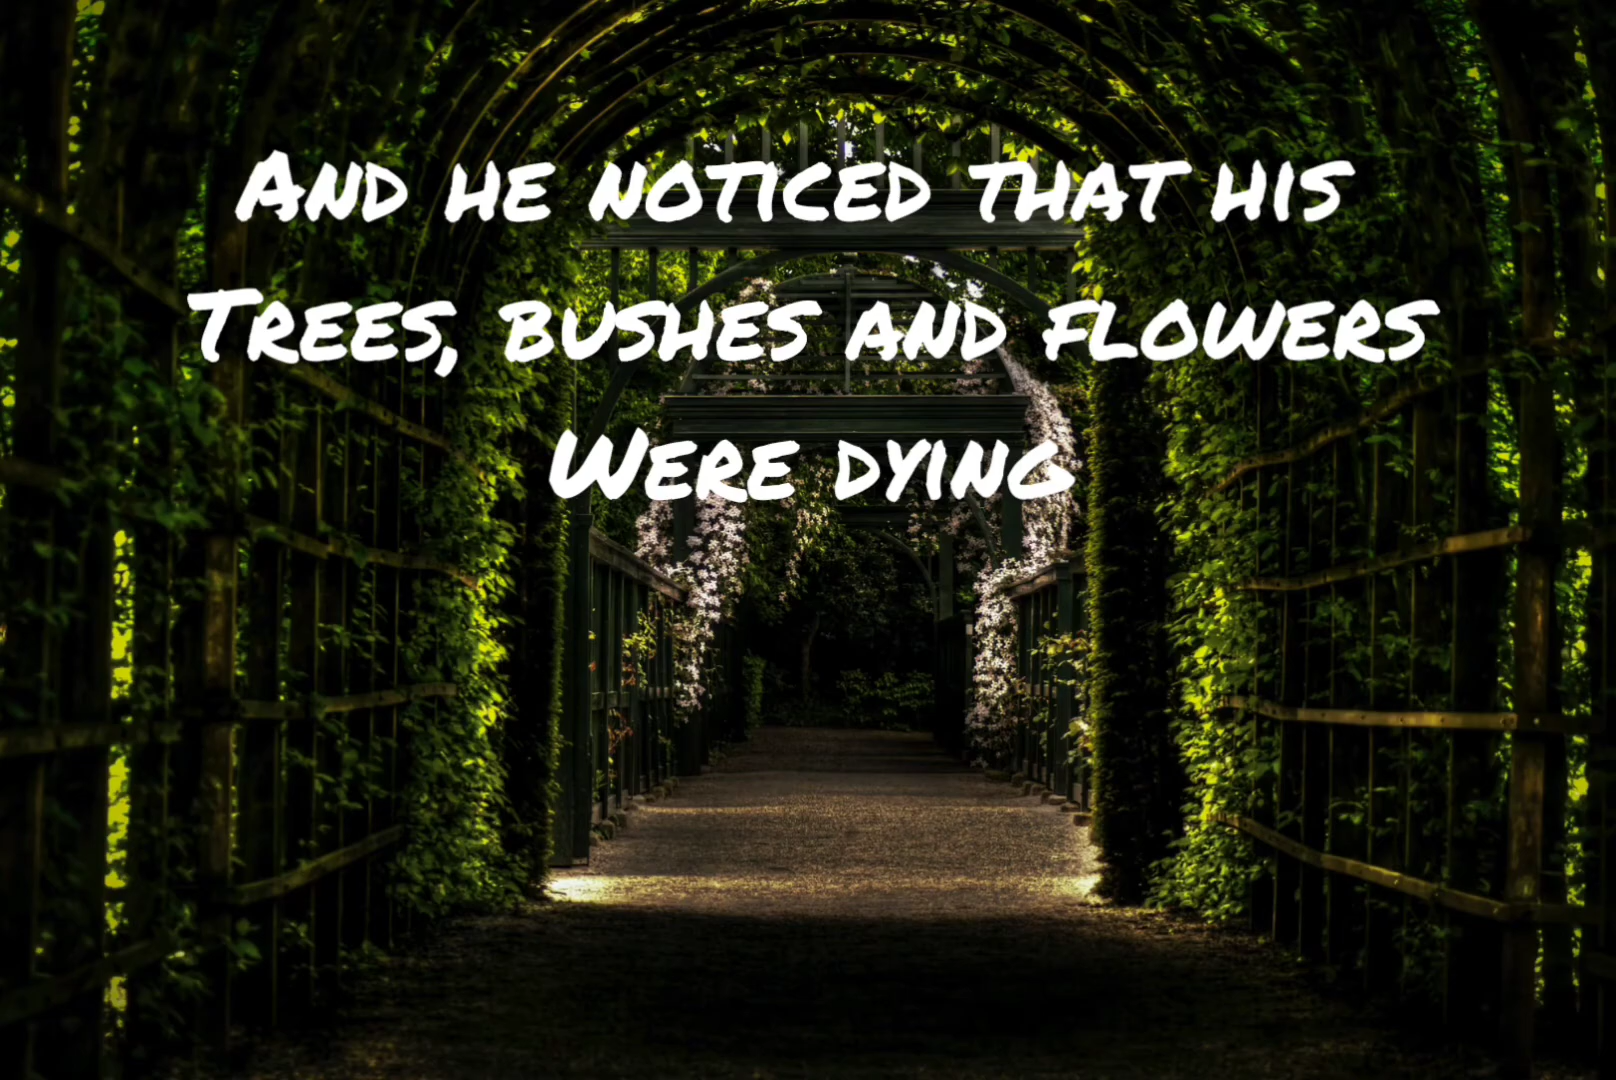 And he noticed that his
Trees, bushes and flowers
Were dying